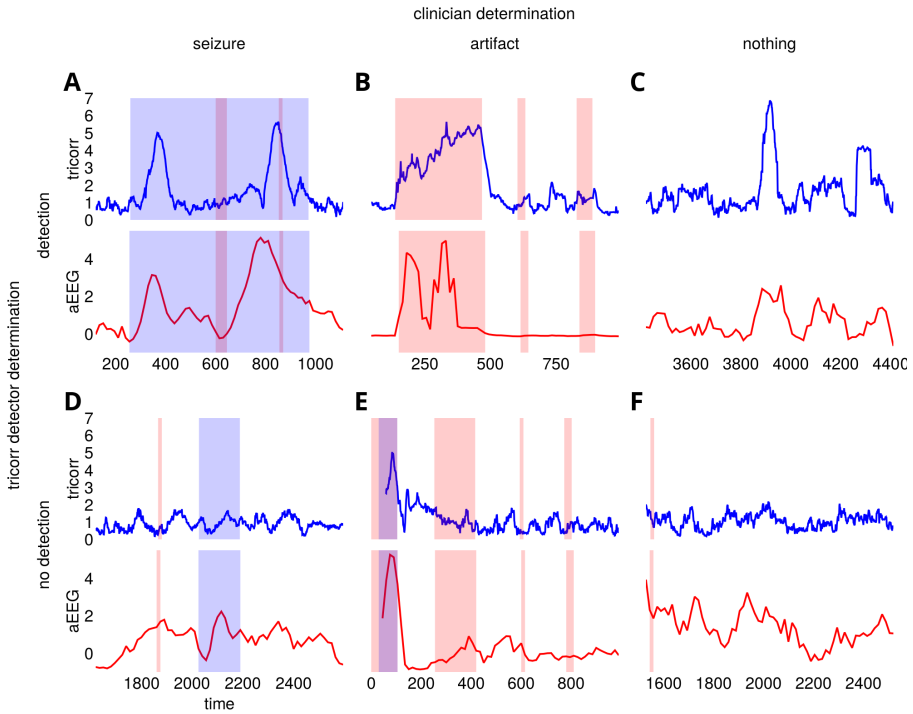 clinician determination
seizure artifact nothing
A B C
7
6
5
4
3
2
1
0
tricorr
detection
4
2
0
aEEG
200 400 600 800 1000 250 500 750 3600 3800 4000 4200 4400
tricorr detector determination
D E F
7
6
5
4
3
2
1
0
tricorr
no detection
4
2
0
aEEG
1800 2000 2200 2400 0 200 400 600 800 1600 2000 2200 2400
time